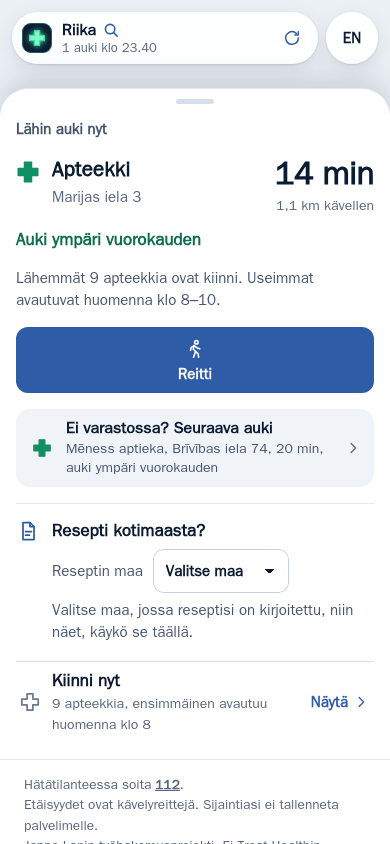 Riika
1 auki klo 23.40
EN
Lähin auki nyt
Apteekki
14 min
Marijas iela 3
1,1 km kävellen
Auki ympäri vuorokauden
Lähemmät 9 apteekkia ovat kiinni. Useimmat
avautuvat huomenna klo 8–10.
Reitti
Ei varastossa? Seuraava auki
Mēness aptieka, Brīvības iela 74, 20 min,
auki ympäri vuorokauden
Resepti kotimaasta?
Reseptin maa
Valitse maa
Valitse maa, jossa reseptisi on kirjoitettu, niin
näet, käykö se täällä.
Kiinni nyt
9 apteekkia, ensimmäinen avautuu
huomenna klo 8
Näytä
Hätätilanteessa soita 112.
Etäisyydet ovat kävelyreittejä. Sijaintiasi ei tallenneta
palvelimelle.